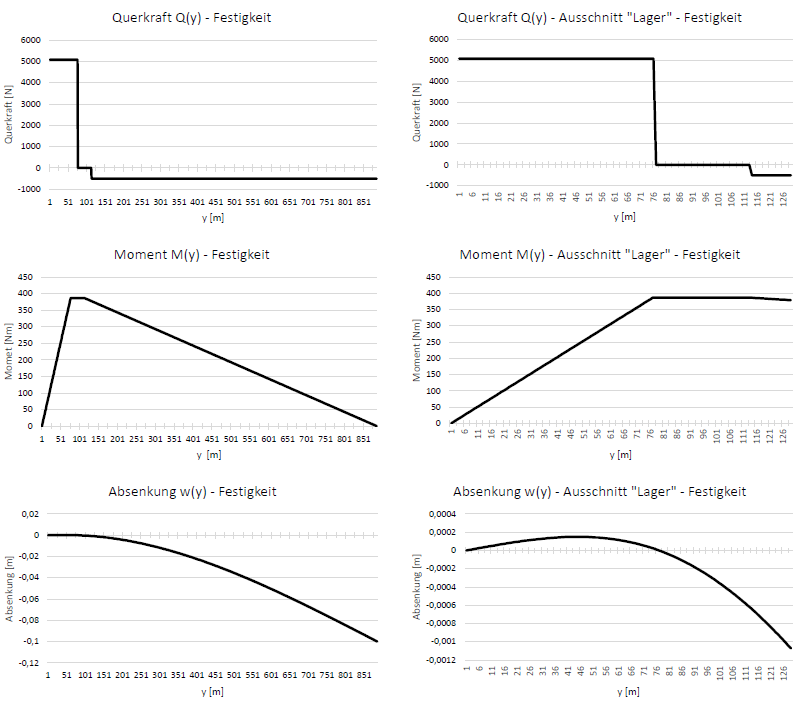 Querkraft Q(y) - Festigkeit
6000
5000
4000
3000
2000
1000
0
-1000
Querkraft [N]
1 51 101 151 201 251 301 351 401 451 501 551 601 651 701 751 801 851
y [m]
Querkraft Q(y) - Ausschnitt "Lager" - Festigkeit
6000
5000
4000
3000
2000
1000
0
-1000
Querkraft [N]
1 6 11 16 21 26 31 36 41 46 51 56 61 66 71 76 81 86 91 96 101 106 111 116 121 126
y [m]
Moment M(y) - Festigkeit
450
400
350
300
250
200
150
100
50
0
Momet [Nm]
1 51 101 151 201 251 301 351 401 451 501 551 601 651 701 751 801 851
y [m]
Moment M(y) - Ausschnitt "Lager" - Festigkeit
450
400
350
300
250
200
150
100
50
0
Moment [Nm]
1 6 11 16 21 26 31 36 41 46 51 56 61 66 71 76 81 86 91 96 101 106 111 116 121 126
y [m]
Absenkung w(y) - Festigkeit
0,02
0
-0,02
-0,04
-0,06
-0,08
-0,1
-0,12
Absenkung [m]
1 51 101 151 201 251 301 351 401 451 501 551 601 651 701 751 801 851
y [m]
Absenkung w(y) - Ausschnitt "Lager" - Festigkeit
0,0004
0,0002
0
-0,0002
-0,0004
-0,0006
-0,0008
-0,001
-0,0012
Absenkung [m]
1 6 11 16 21 26 31 36 41 46 51 56 61 66 71 76 81 86 91 96 101 106 111 116 121 126
y [m]